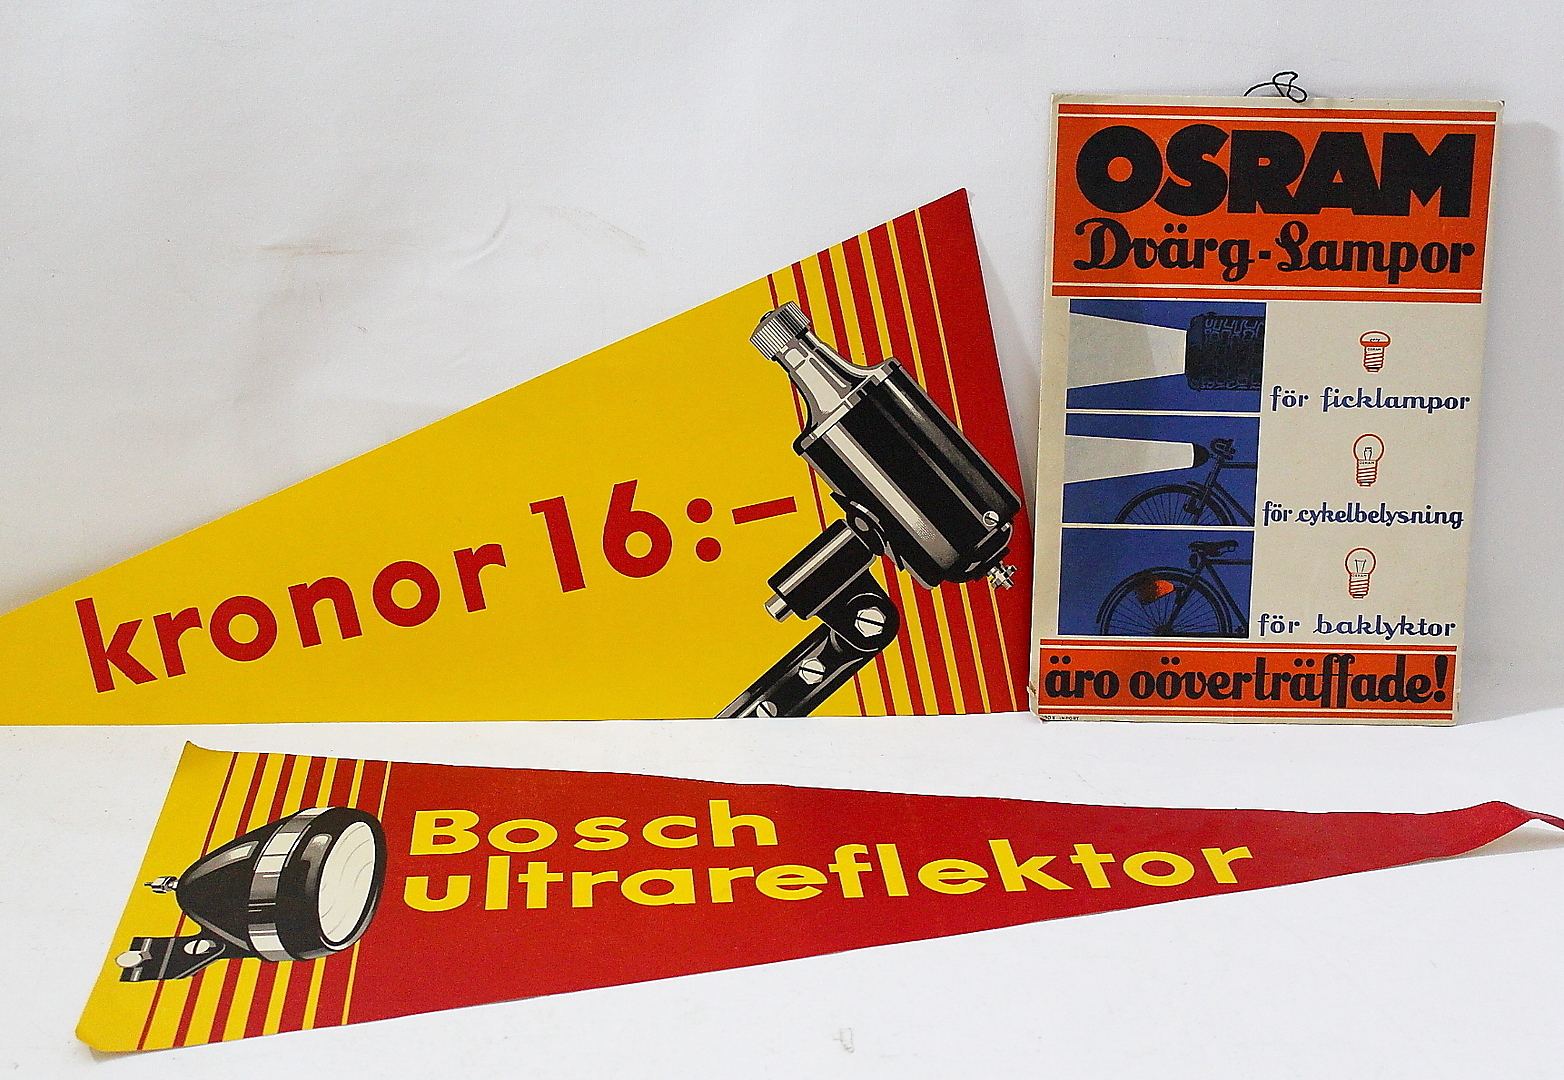 kronor 16:-
OSRAM
Dvärg-Lampor
för ficklampor
för cykelbelysning
för baklyktor
äro oöverträffade!
Bosch
ultrareflektor